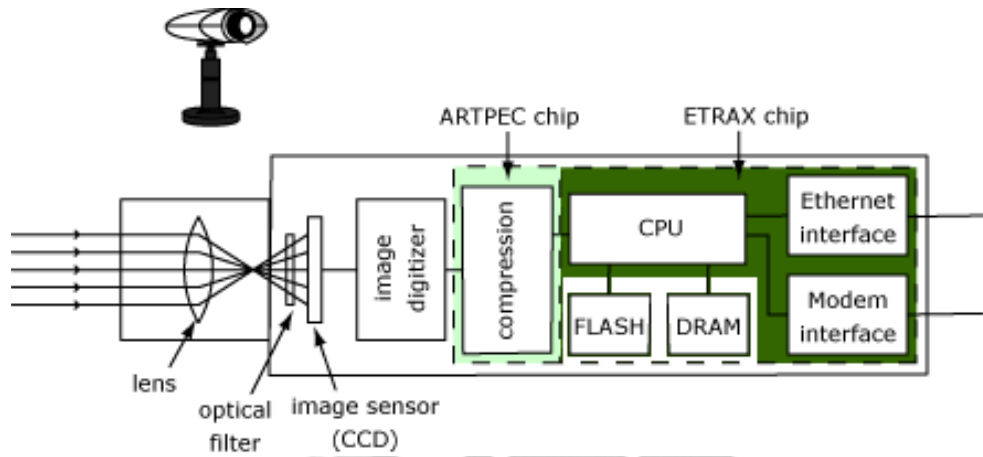 ARTPEC chip
ETRAX chip
Ethernet
interface
CPU
image
digitizer
compression
FLASH
DRAM
Modem
interface
lens
optical
filter
image sensor
(CCD)